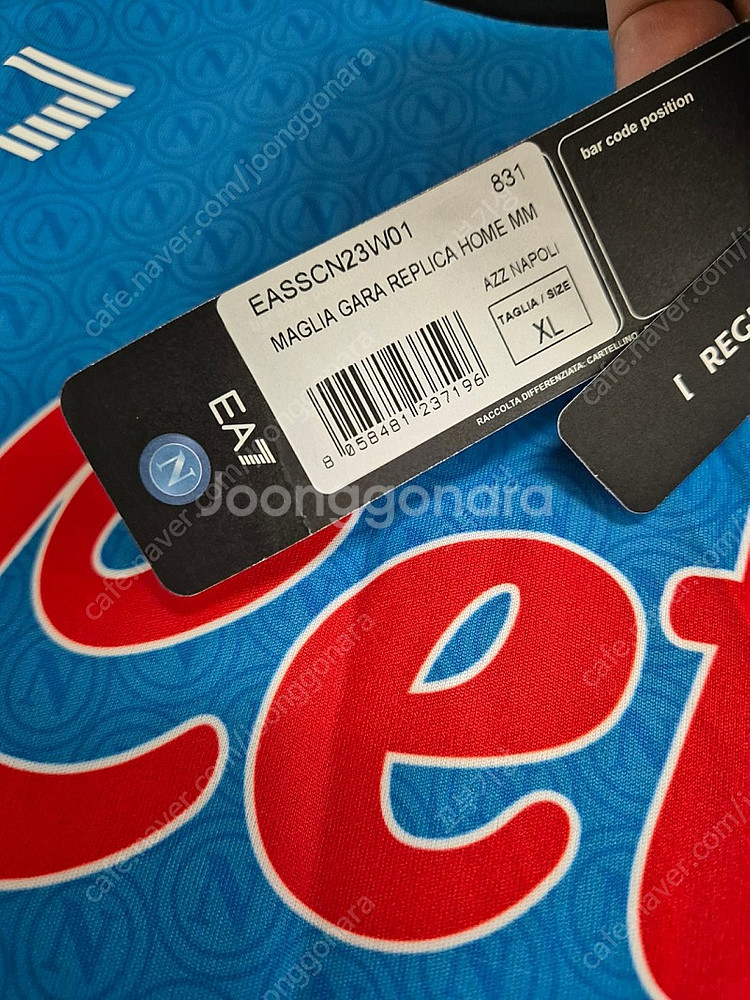 bar code position
831
EASSCN23W01
MAGLIA GARA REPLICA HOME MM
AZZ NAPOLI
TAGLIA / SIZE
XL
8 058481 237196
RACCOLTA DIFFERENZIATA: CARTELLINO
EA7
N
[ REG
Joonggonara
cafe.naver.com/joonggonara